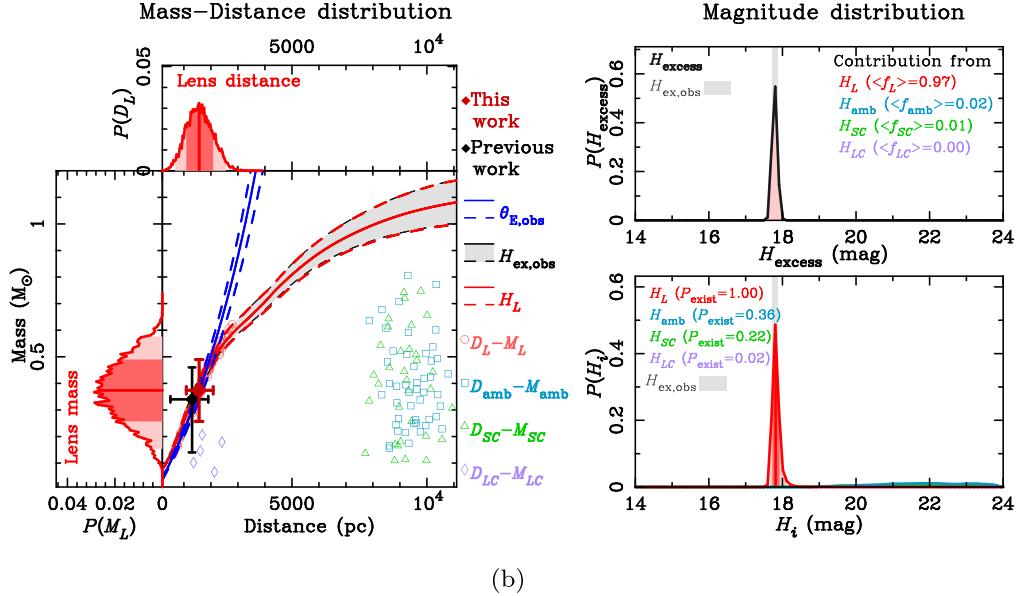 Mass−Distance distribution
5000 10⁴
0.05
0
P(D_L)
Lens distance
This
work
Previous
work
θ_E,obs
H_ex,obs
H_L
D_L−M_L
D_amb−M_amb
D_SC−M_SC
D_LC−M_LC
1
0.5
Mass (M_⊙)
Lens mass
0.04 0.02 0 5000 10⁴
P(M_L) Distance (pc)
Magnitude distribution
H_excess
H_ex,obs
Contribution from
H_L (<f_L>=0.97)
H_amb (<f_amb>=0.02)
H_SC (<f_SC>=0.01)
H_LC (<f_LC>=0.00)
P(H_excess)
0.6
0.4
0.2
0
14 16 18 20 22 24
H_excess (mag)
H_L (P_exist=1.00)
H_amb (P_exist=0.36)
H_SC (P_exist=0.22)
H_LC (P_exist=0.02)
H_ex,obs
P(H_i)
0.6
0.4
0.2
0
14 16 18 20 22 24
H_i (mag)
(b)